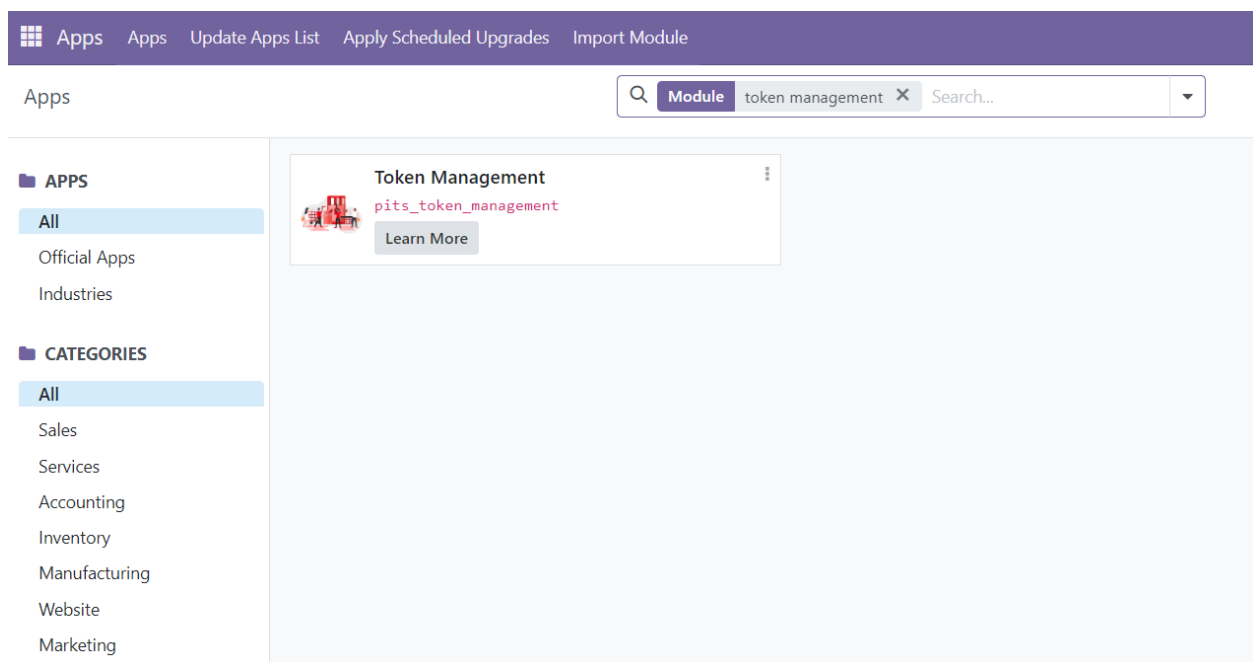 Apps Apps Update Apps List Apply Scheduled Upgrades Import Module
Apps
Module token management Search...
APPS
All
Official Apps
Industries
CATEGORIES
All
Sales
Services
Accounting
Inventory
Manufacturing
Website
Marketing
Token Management
pits_token_management
Learn More